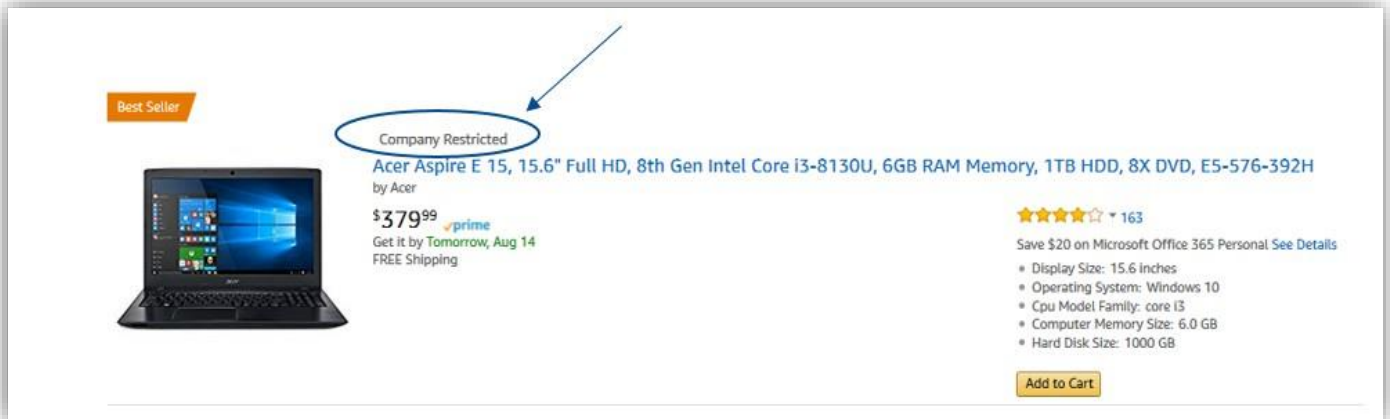 Best Seller
Company Restricted
Acer Aspire E 15, 15.6" Full HD, 8th Gen Intel Core i3-8130U, 6GB RAM Memory, 1TB HDD, 8X DVD, E5-576-392H
by Acer
$379⁹⁹ prime
Get it by Tomorrow, Aug 14
FREE Shipping
163
Save $20 on Microsoft Office 365 Personal See Details
• Display Size: 15.6 inches
• Operating System: Windows 10
• Cpu Model Family: core i3
• Computer Memory Size: 6.0 GB
• Hard Disk Size: 1000 GB
Add to Cart
acer